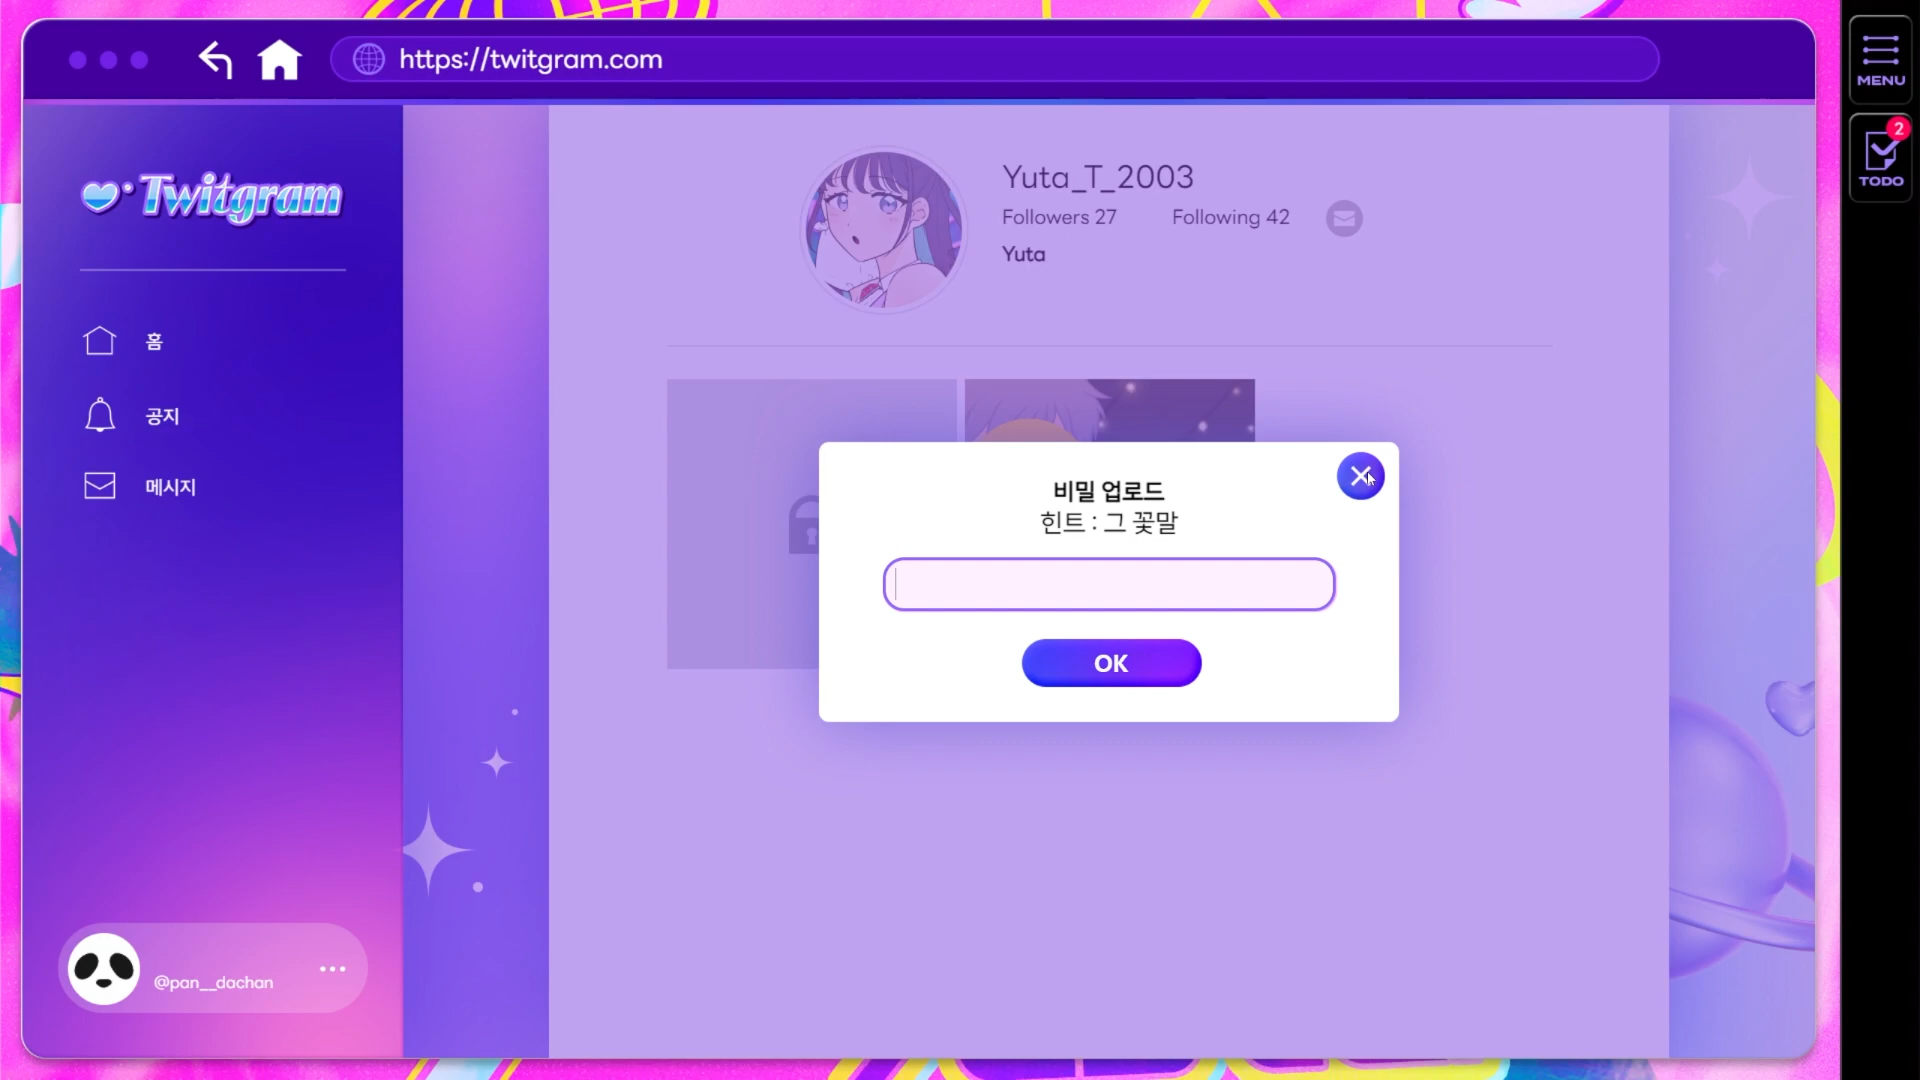 https://twitgram.com
MENU
2
TODO
Twitgram
홈
공지
메시지
@pan__dachan
Yuta_T_2003
Followers 27 Following 42
Yuta
비밀 업로드
힌트 : 그 꽃말
OK